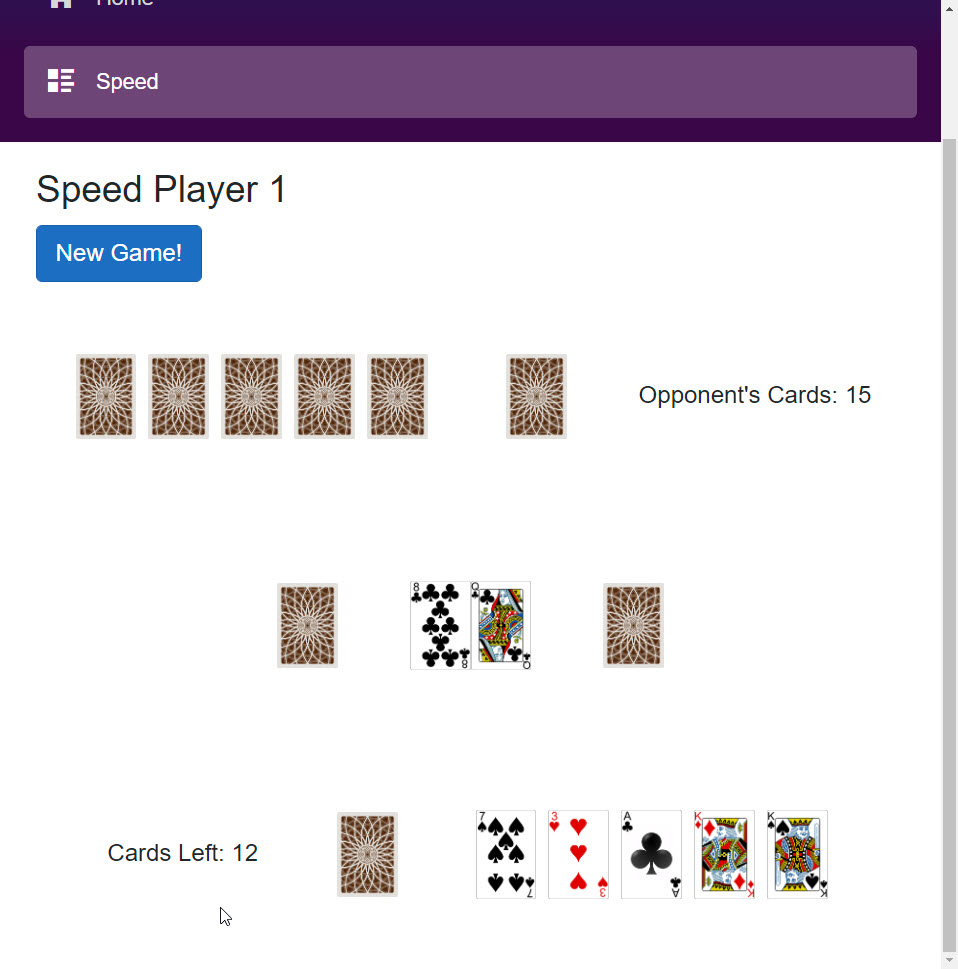 Home
Speed
Speed Player 1
New Game!
Opponent's Cards: 15
8 8 Q Q
Cards Left: 12
7 7 3 3 A A K K K K